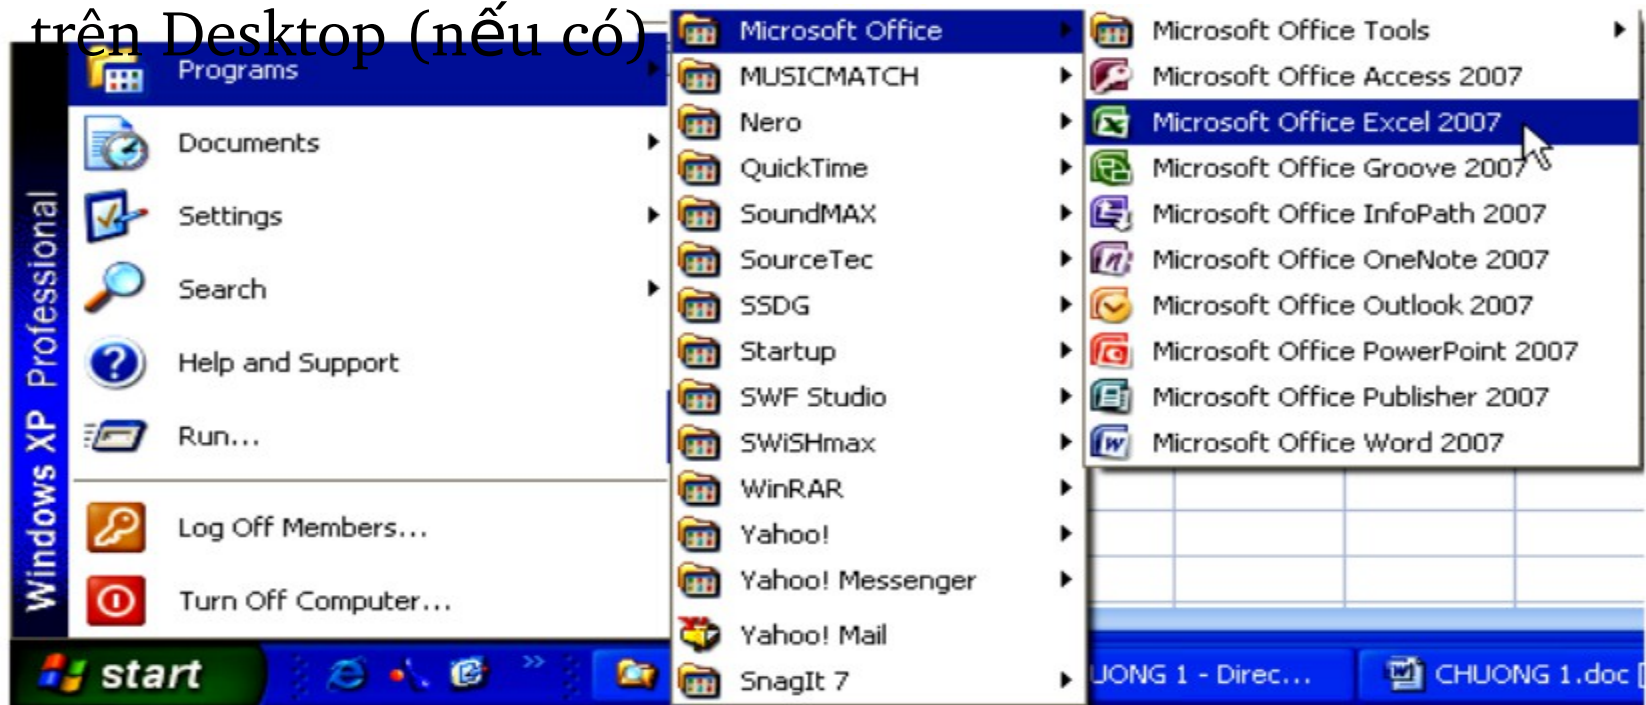 trên Desktop (nếu có)
Programs
Documents
Settings
Search
Help and Support
Run...
Log Off Members...
Turn Off Computer...
Windows XP Professional
start
Microsoft Office
MUSICMATCH
Nero
QuickTime
SoundMAX
SourceTec
SSDG
Startup
SWF Studio
SWiSHmax
WinRAR
Yahoo!
Yahoo! Messenger
Yahoo! Mail
SnagIt 7
Microsoft Office Tools
Microsoft Office Access 2007
Microsoft Office Excel 2007
Microsoft Office Groove 2007
Microsoft Office InfoPath 2007
Microsoft Office OneNote 2007
Microsoft Office Outlook 2007
Microsoft Office PowerPoint 2007
Microsoft Office Publisher 2007
Microsoft Office Word 2007
UONG 1 - Direc...
CHUONG 1.doc [